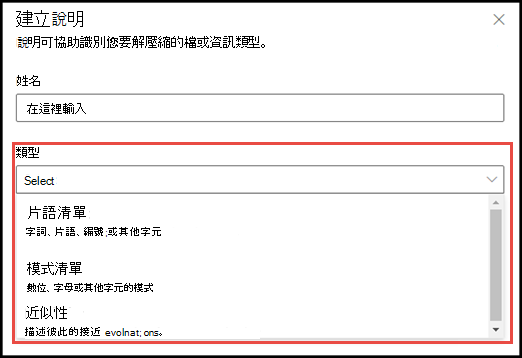 建立說明
說明可協助識別您要解壓縮的檔或資訊類型。
姓名
在這裡輸入
類型
Select
片語清單
字詞、片語、編號;或其他字元
模式清單
數位、字母或其他字元的模式
近似性
描述彼此的接近 evolnat; ons。